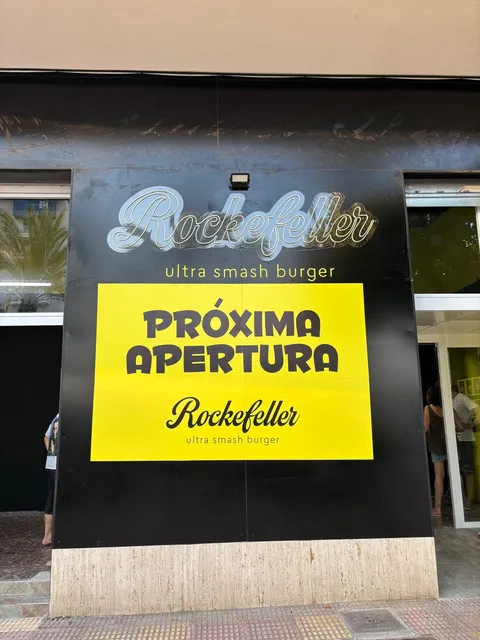 Rockefeller
ultra smash burger
PRÓXIMA
APERTURA
Rockefeller
ultra smash burger